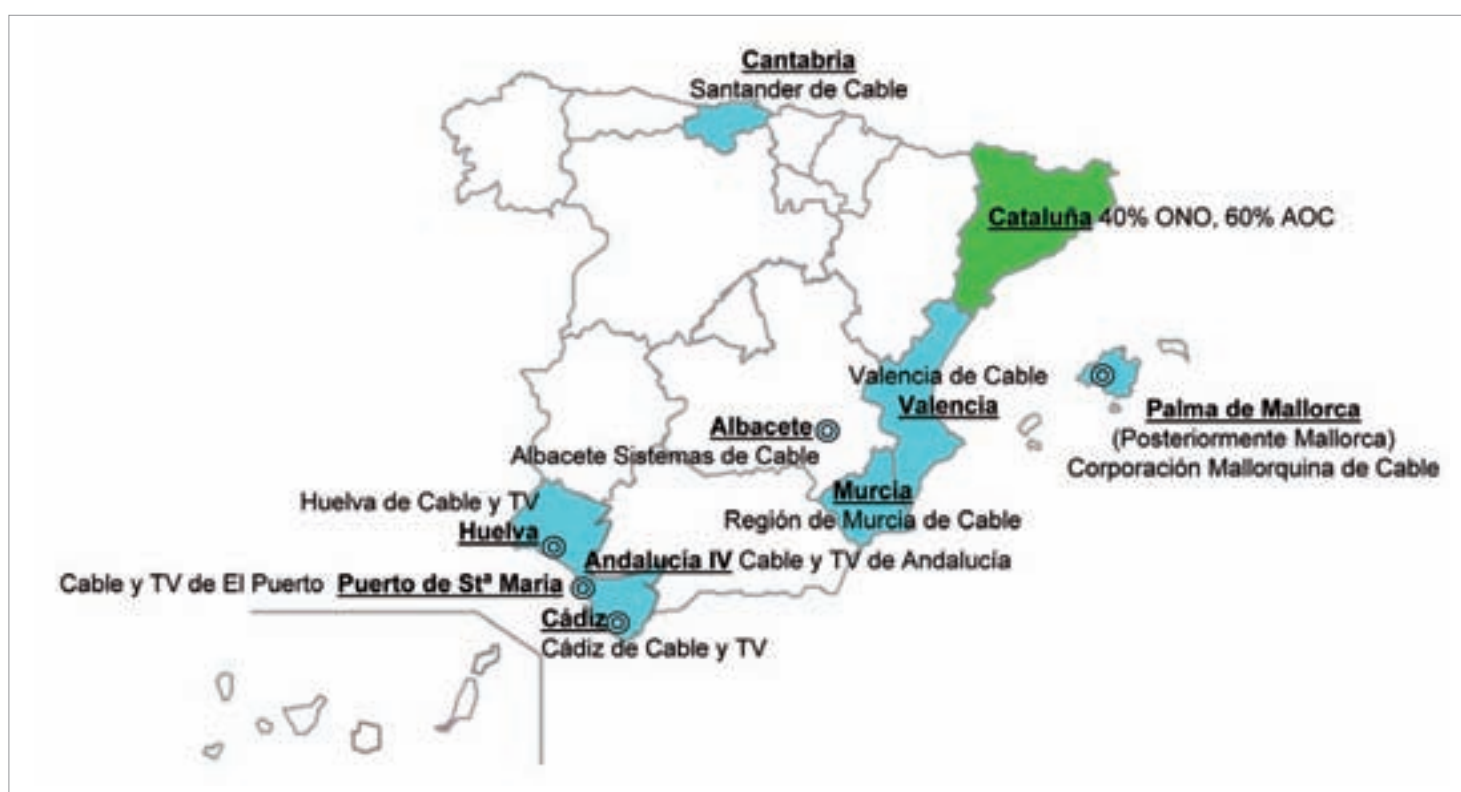 Cantabria
Santander de Cable
Cataluña 40% ONO, 60% AOC
Valencia de Cable
Valencia
Palma de Mallorca
(Posteriormente Mallorca)
Corporación Mallorquina de Cable
Albacete
Albacete Sistemas de Cable
Murcia
Región de Murcia de Cable
Huelva de Cable y TV
Huelva
Andalucía IV Cable y TV de Andalucía
Cable y TV de El Puerto Puerto de Stª Maria
Cádiz
Cádiz de Cable y TV